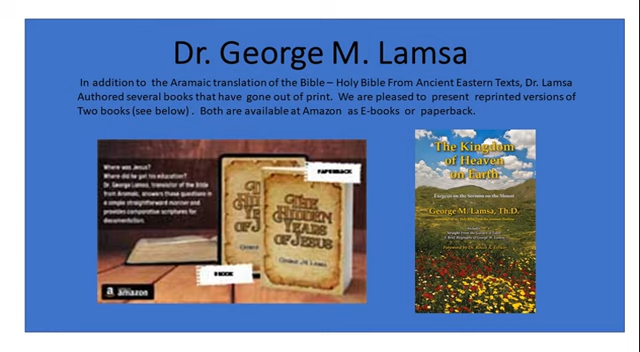 Dr. George M. Lamsa
In addition to the Aramaic translation of the Bible – Holy Bible From Ancient Eastern Texts, Dr. Lamsa
Authored several books that have gone out of print. We are pleased to present reprinted versions of
Two books (see below) . Both are available at Amazon as E-books or paperback.
Where was Jesus?
Where did he get his education?
Dr. George Lamsa, translator of the Bible
from Aramaic, answers those questions in
a simple straightforward manner and
provides comparative scriptures for
documentation.
PAPERBACK
THE
HIDDEN
YEARS
OF JESUS
George M. Lamsa
EBOOK
amazon
The Kingdom
of Heaven
on Earth
George M. Lamsa, Th.D.